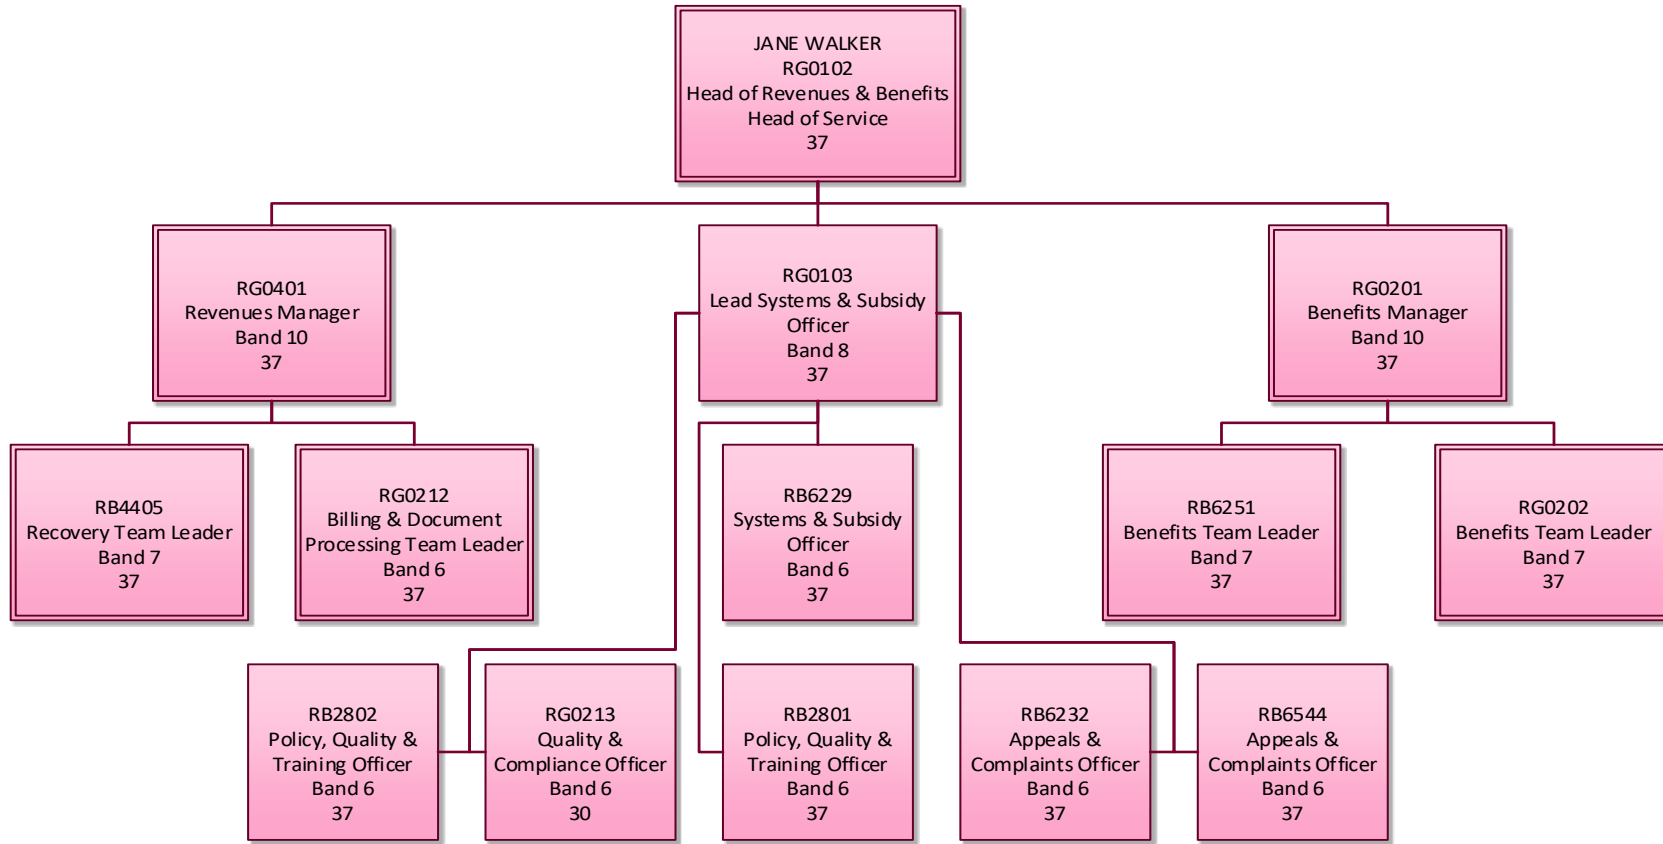 JANE WALKER
RG0102
Head of Revenues & Benefits
Head of Service
37
RG0401
Revenues Manager
Band 10
37
RG0103
Lead Systems & Subsidy
Officer
Band 8
37
RG0201
Benefits Manager
Band 10
37
RB4405
Recovery Team Leader
Band 7
37
RG0212
Billing & Document
Processing Team Leader
Band 6
37
RB6229
Systems & Subsidy
Officer
Band 6
37
RB6251
Benefits Team Leader
Band 7
37
RG0202
Benefits Team Leader
Band 7
37
RB2802
Policy, Quality &
Training Officer
Band 6
37
RG0213
Quality &
Compliance Officer
Band 6
30
RB2801
Policy, Quality &
Training Officer
Band 6
37
RB6232
Appeals &
Complaints Officer
Band 6
37
RB6544
Appeals &
Complaints Officer
Band 6
37